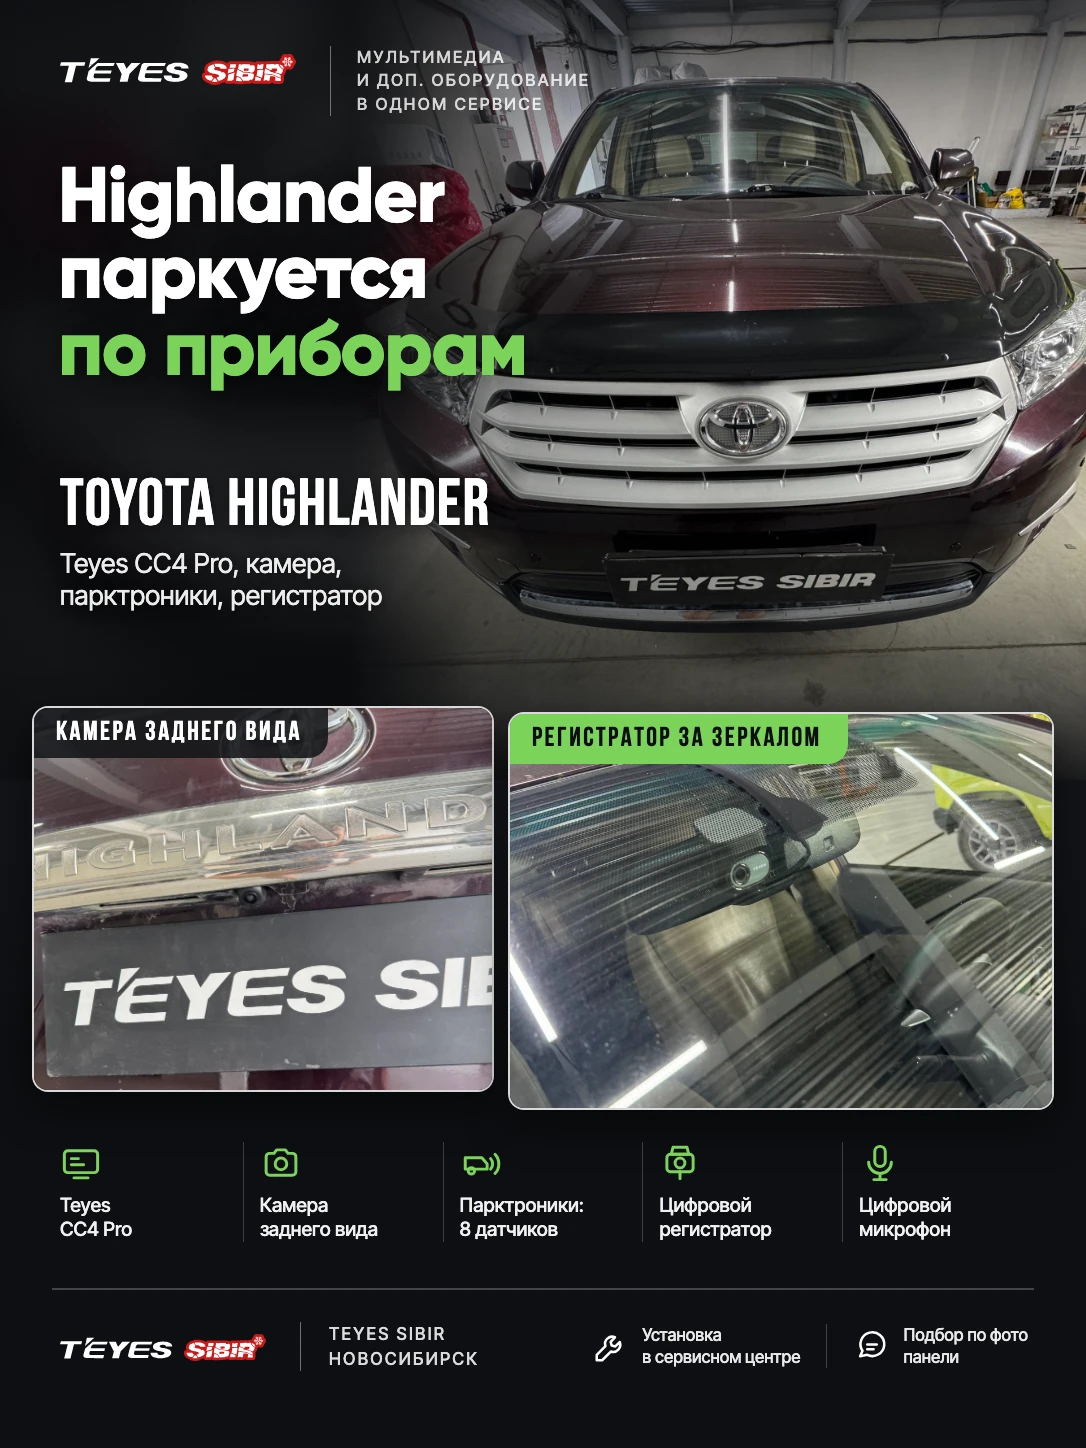 TEYES SIBIR
МУЛЬТИМЕДИА
И ДОП. ОБОРУДОВАНИЕ
В ОДНОМ СЕРВИСЕ
Highlander
паркуется
по приборам
TOYOTA HIGHLANDER
Teyes CC4 Pro, камера,
парктроники, регистратор
TEYES SIBIR
КАМЕРА ЗАДНЕГО ВИДА
HIGHLAND
TEYES SIB
РЕГИСТРАТОР ЗА ЗЕРКАЛОМ
Teyes
CC4 Pro
Камера
заднего вида
Парктроники:
8 датчиков
Цифровой
регистратор
Цифровой
микрофон
TEYES SIBIR
TEYES SIBIR
НОВОСИБИРСК
Установка
в сервисном центре
Подбор по фото
панели